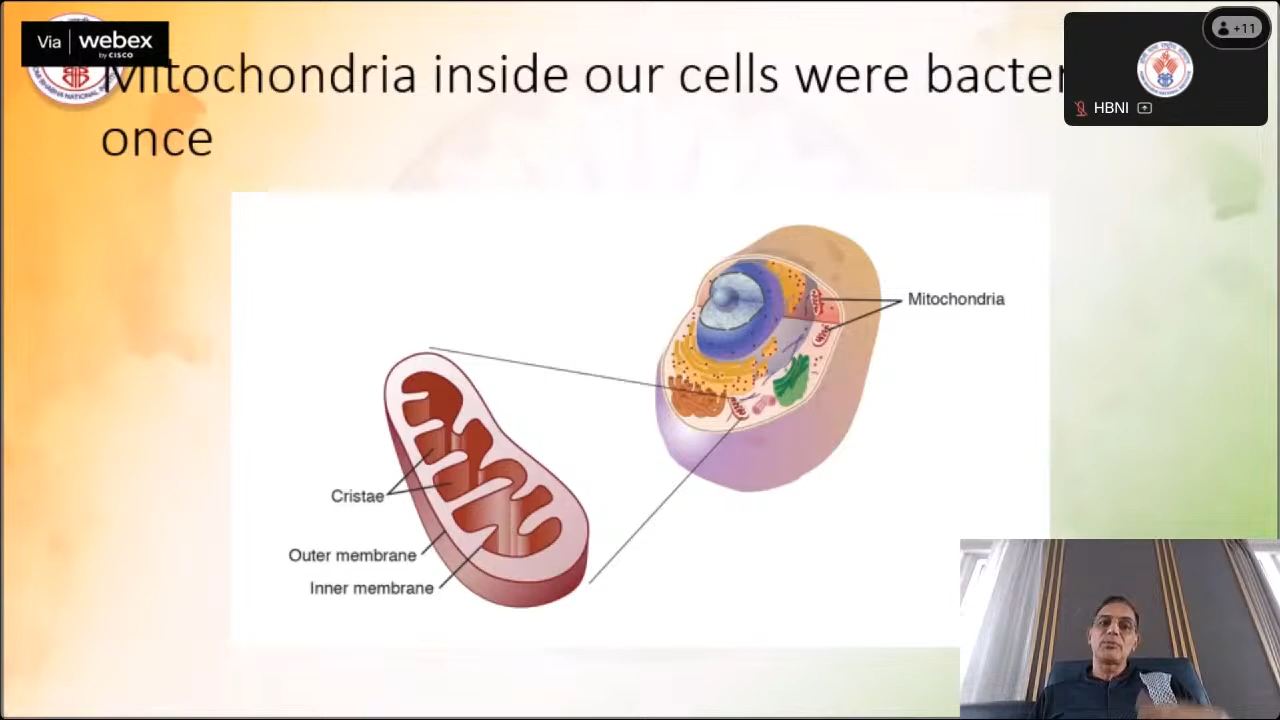 Via webex
by CISCO
Mitochondria inside our cells were bacter
once
+11
HBNI
Mitochondria
Cristae
Outer membrane
Inner membrane